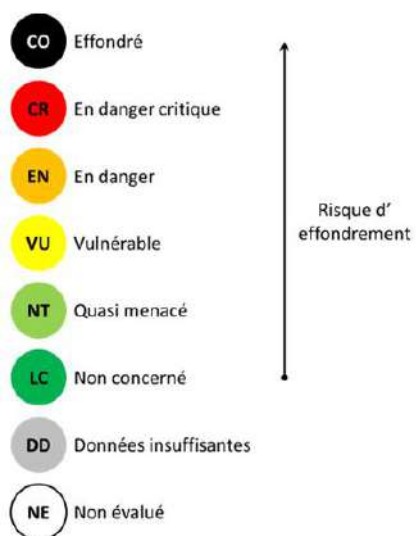 CO Effondré
CR En danger critique
EN En danger
VU Vulnérable
NT Quasi menacé
LC Non concerné
DD Données insuffisantes
NE Non évalué
Risque d'
effondrement